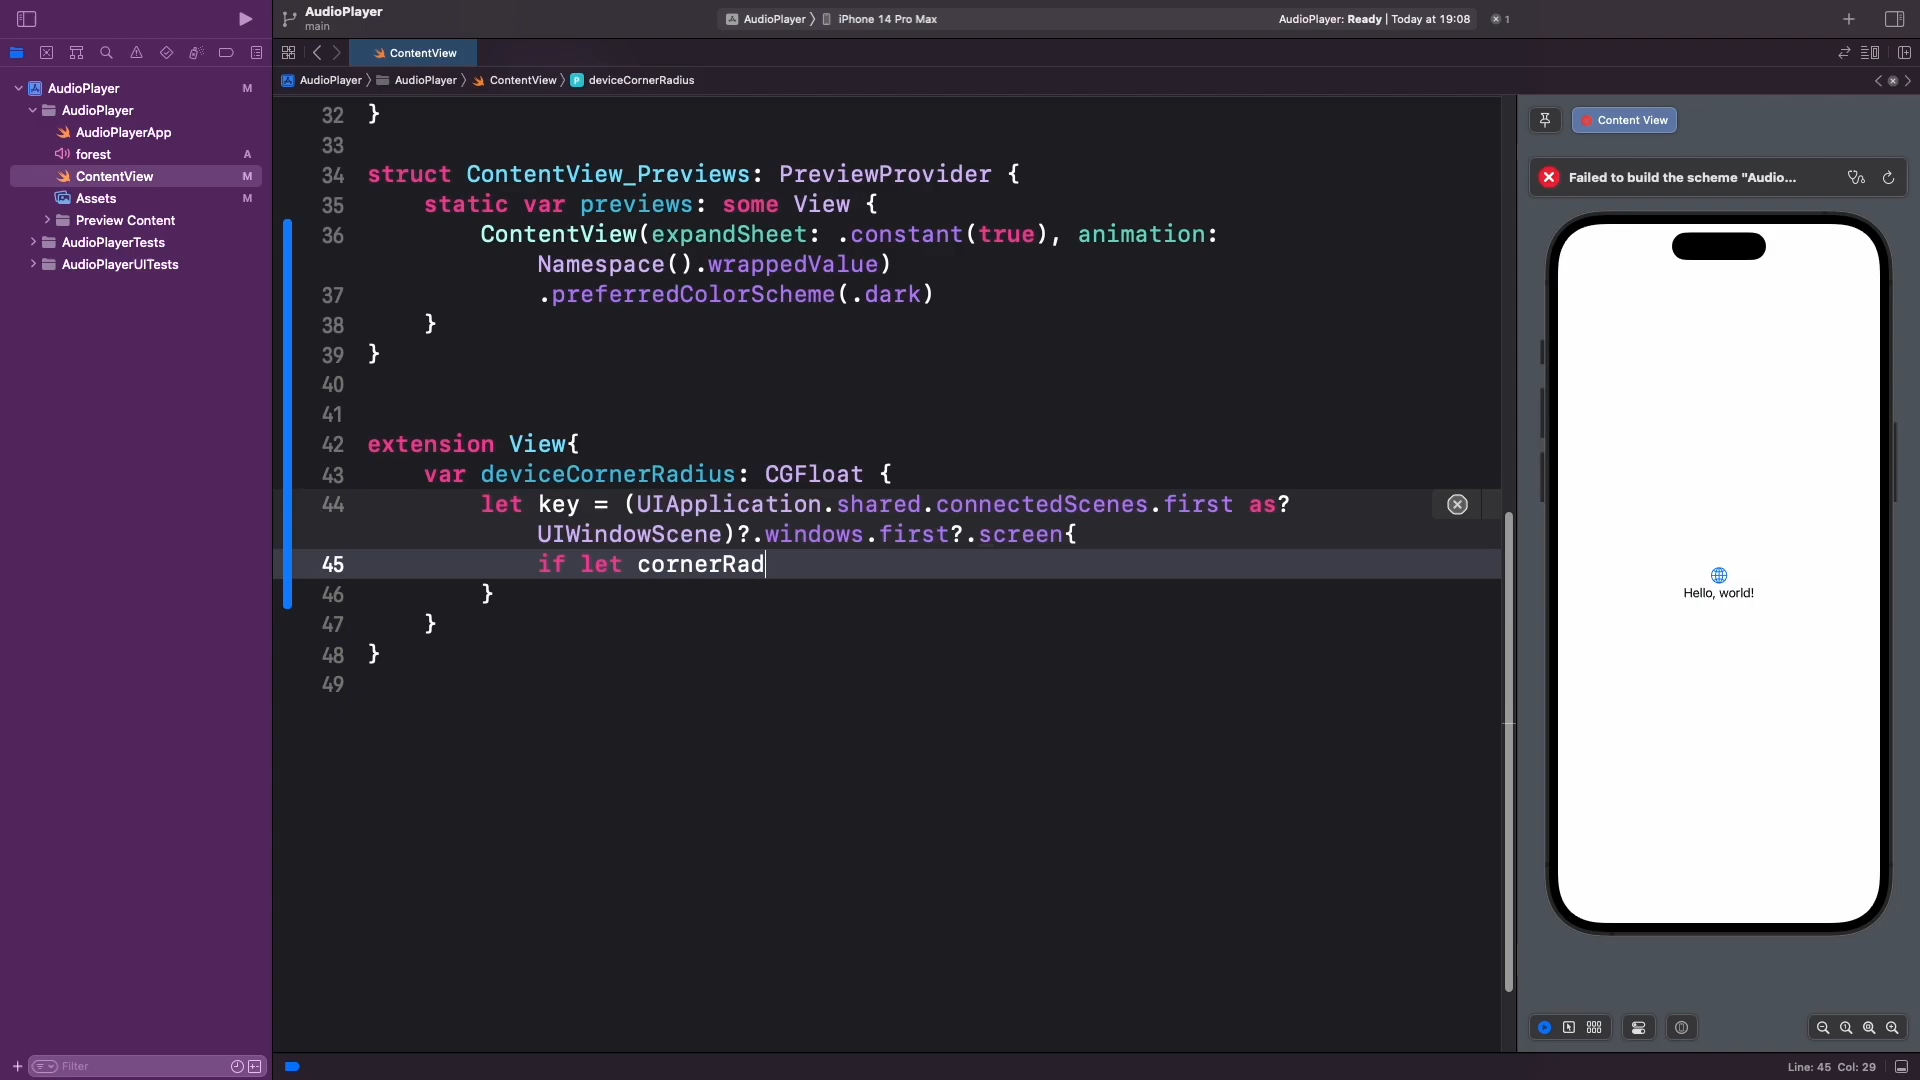 AudioPlayer
main
AudioPlayer
iPhone 14 Pro Max
AudioPlayer: Ready | Today at 19:08
1
ContentView
AudioPlayer
AudioPlayer
ContentView
P
deviceCornerRadius
AudioPlayer M
AudioPlayer
AudioPlayerApp
forest A
ContentView M
Assets M
Preview Content
AudioPlayerTests
AudioPlayerUITests
32 }
33
34 struct ContentView_Previews: PreviewProvider {
35 static var previews: some View {
36 ContentView(expandSheet: .constant(true), animation:
Namespace().wrappedValue)
37 .preferredColorScheme(.dark)
38 }
39 }
40
41
42 extension View{
43 var deviceCornerRadius: CGFloat {
44 let key = (UIApplication.shared.connectedScenes.first as?
UIWindowScene)?.windows.first?.screen{
45 if let cornerRad
46 }
47 }
48 }
49
Content View
Failed to build the scheme "Audio...
Hello, world!
Filter
Line: 45 Col: 29